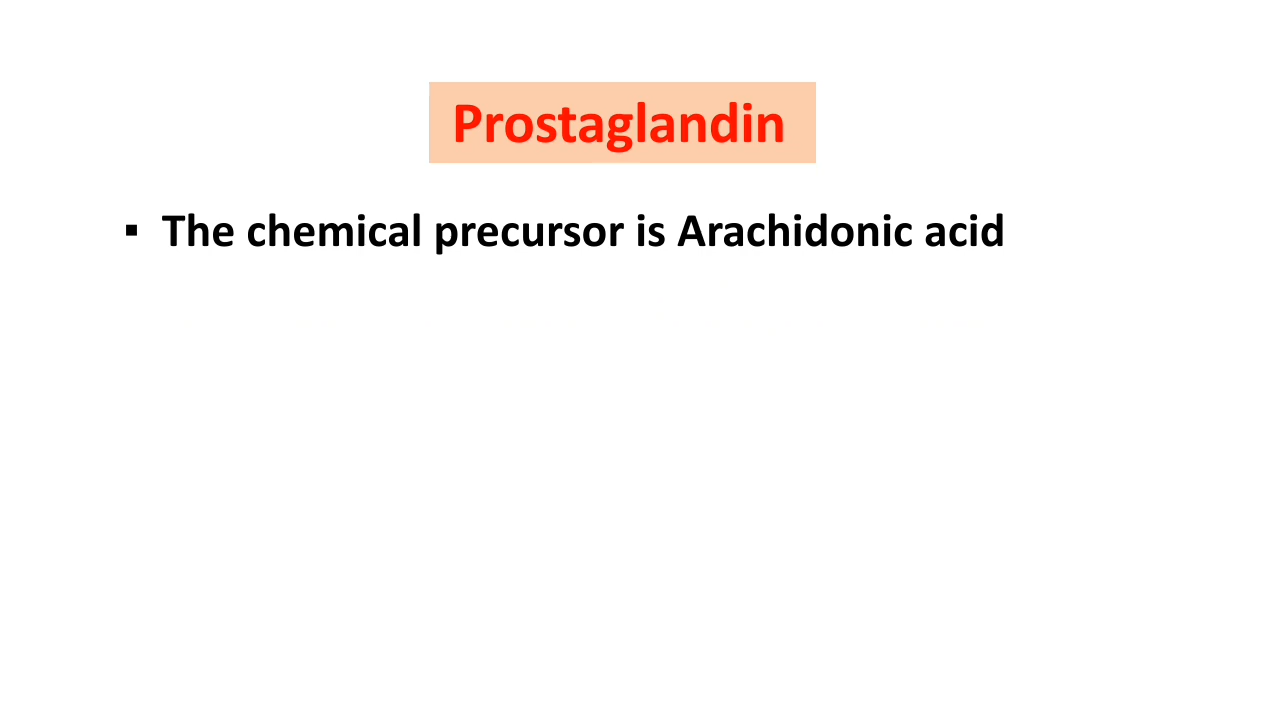 Prostaglandin
▪ The chemical precursor is Arachidonic acid